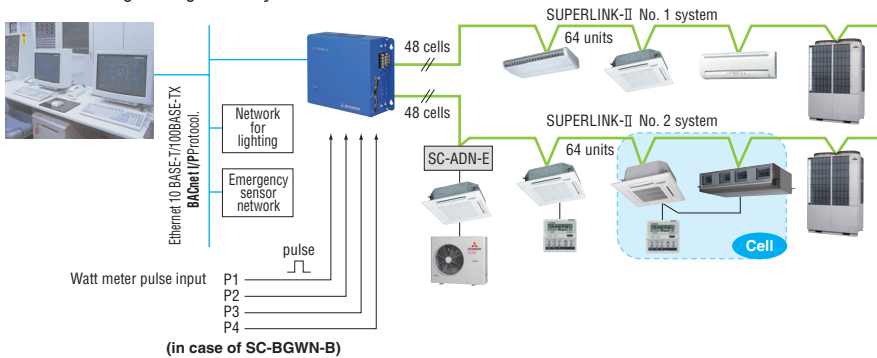 SUPERLINK-II No. 1 system
48 cells
64 units
48 cells
SUPERLINK-II No. 2 system
64 units
SC-ADN-E
Cell
Ethernet 10 BASE-T/100BASE-TX
BACnet I/PProtocol.
Network
for
lighting
Emergency
sensor
network
pulse
Watt meter pulse input
P1
P2
P3
P4
(in case of SC-BGWN-B)